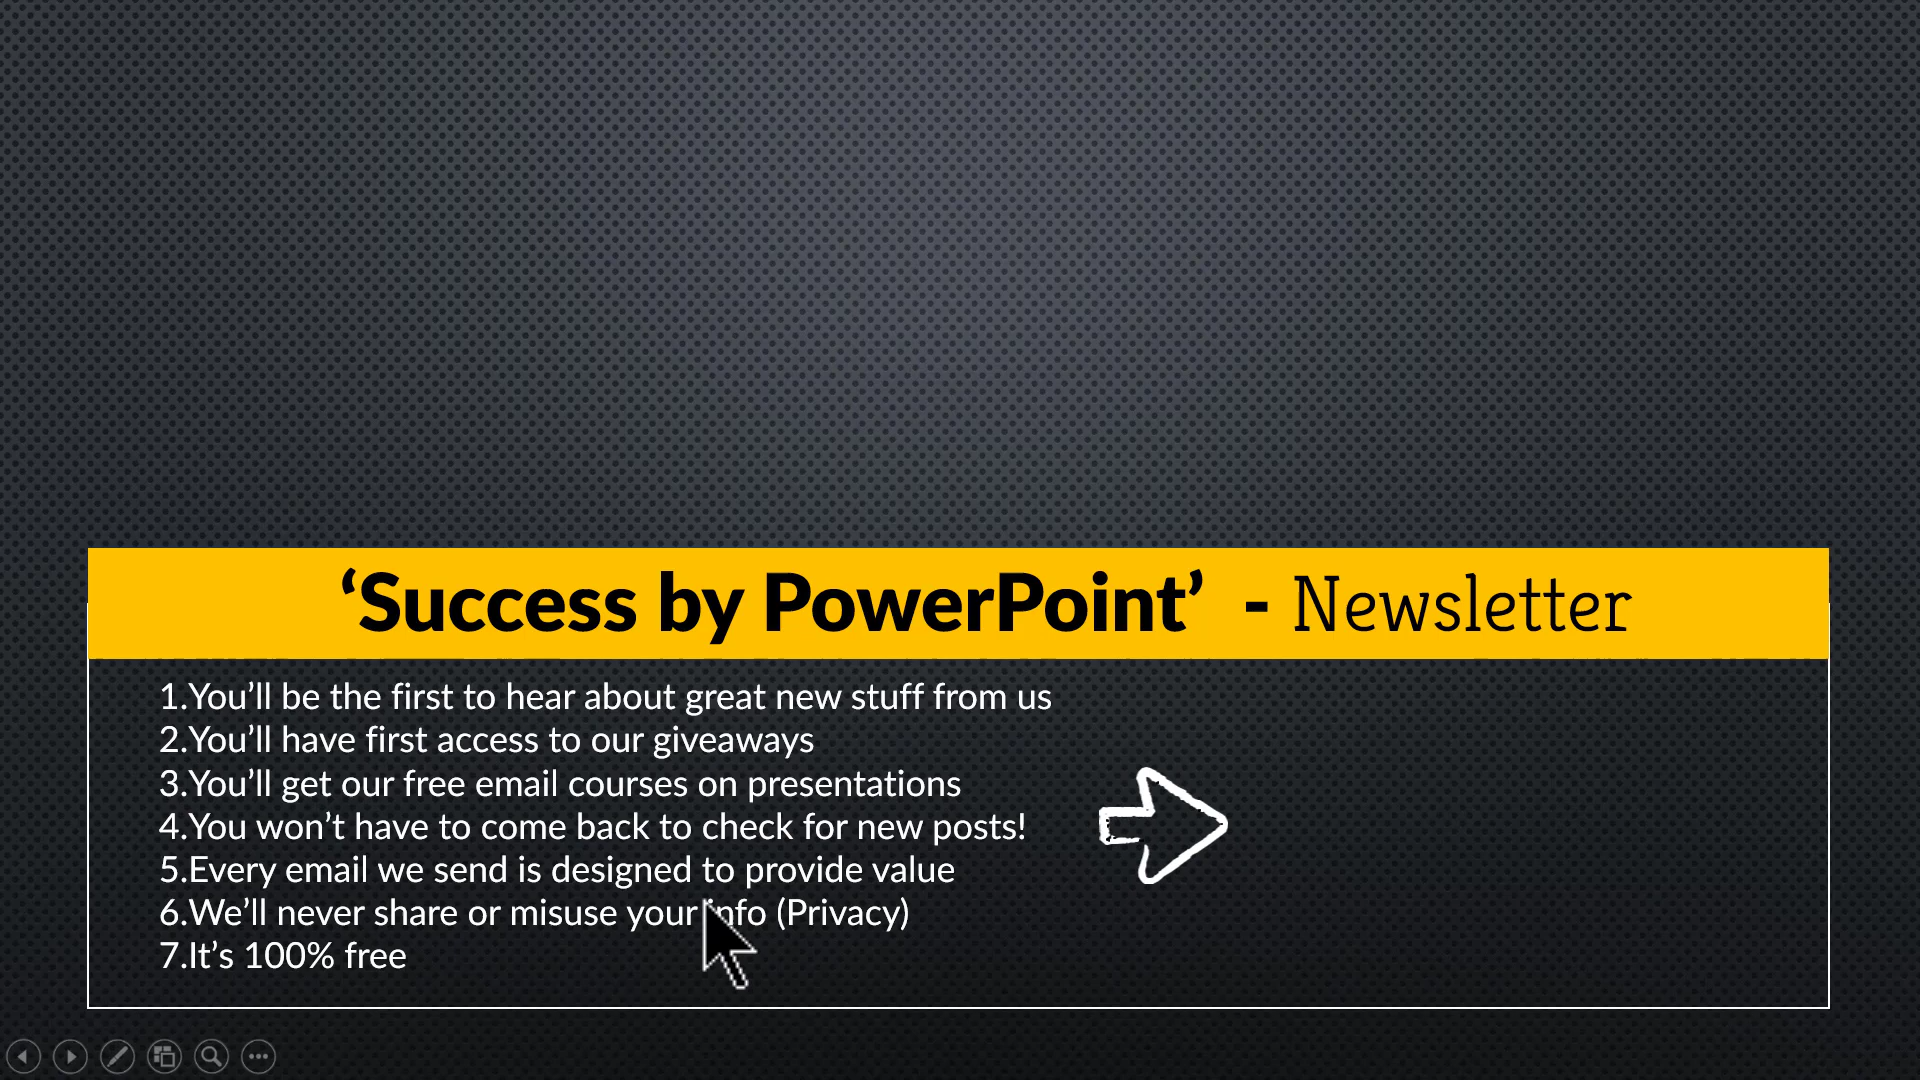 ‘Success by PowerPoint’ - Newsletter
1.You’ll be the first to hear about great new stuff from us
2.You’ll have first access to our giveaways
3.You’ll get our free email courses on presentations
4.You won’t have to come back to check for new posts!
5.Every email we send is designed to provide value
6.We’ll never share or misuse your info (Privacy)
7.It’s 100% free